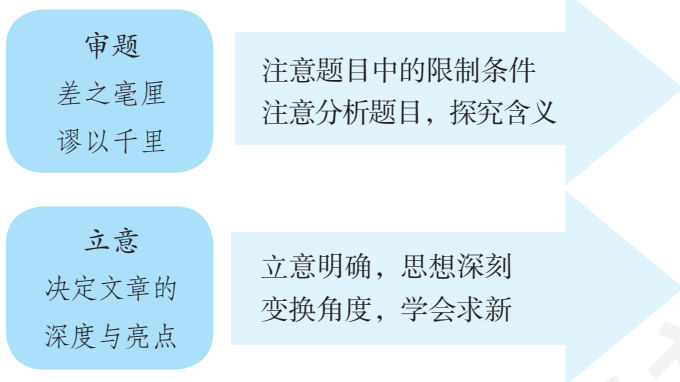 审题
差之毫厘
谬以千里
注意题目中的限制条件
注意分析题目，探究含义
立意
决定文章的
深度与亮点
立意明确，思想深刻
变换角度，学会求新